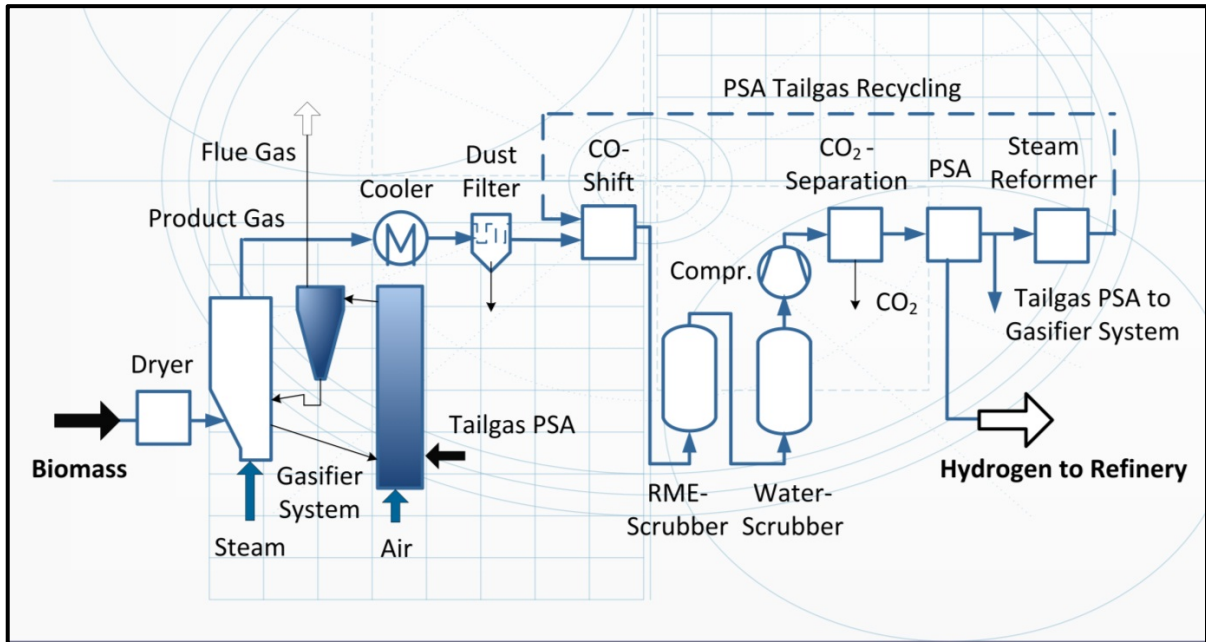 PSA Tailgas Recycling
Flue Gas
Dust
Filter
CO-
Shift
CO₂ -
Separation
PSA
Steam
Reformer
Cooler
Product Gas
Compr.
CO₂
Tailgas PSA to
Gasifier System
Dryer
Tailgas PSA
Biomass
Gasifier
System
Hydrogen to Refinery
RME-
Scrubber
Water-
Scrubber
Steam
Air